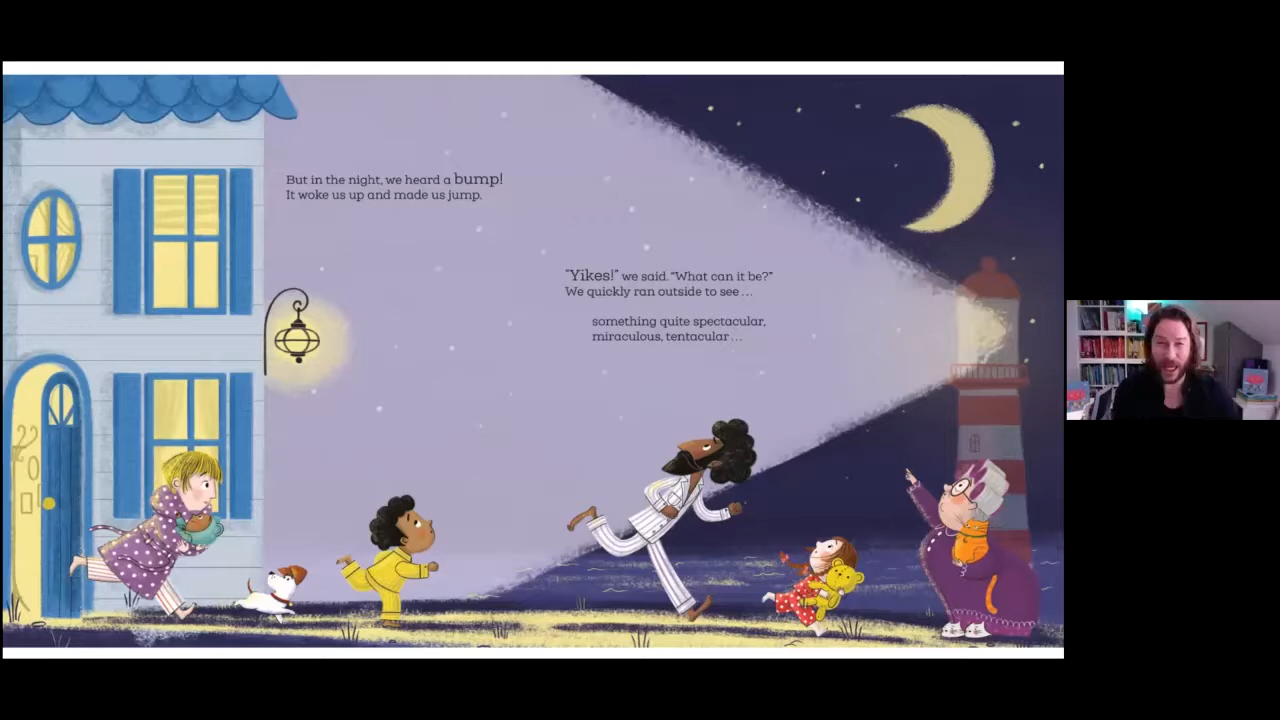 But in the night, we heard a bump!
It woke us up and made us jump.
“Yikes!” we said. “What can it be?”
We quickly ran outside to see ...
something quite spectacular,
miraculous, tentacular ...